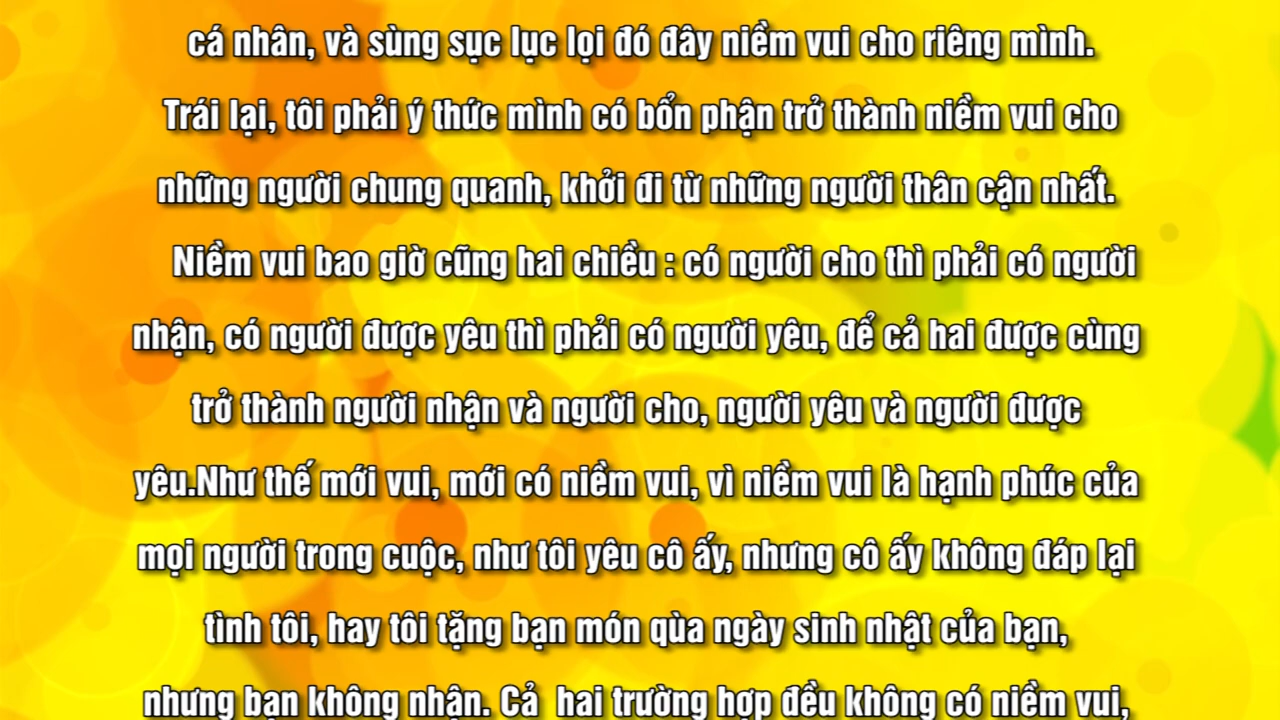 cá nhân, và sùng sục lục lọi đó đây niềm vui cho riêng mình.
Trái lại, tôi phải ý thức mình có bổn phận trở thành niềm vui cho
những người chung quanh, khởi đi từ những người thân cận nhất.
Niềm vui bao giờ cũng hai chiều : có người cho thì phải có người
nhận, có người được yêu thì phải có người yêu, để cả hai được cùng
trở thành người nhận và người cho, người yêu và người được
yêu.Như thế mới vui, mới có niềm vui, vì niềm vui là hạnh phúc của
mọi người trong cuộc, như tôi yêu cô ấy, nhưng cô ấy không đáp lại
tình tôi, hay tôi tặng bạn món qùa ngày sinh nhật của bạn,
nhưng bạn không nhận. Cả  hai trường hợp đều không có niềm vui,